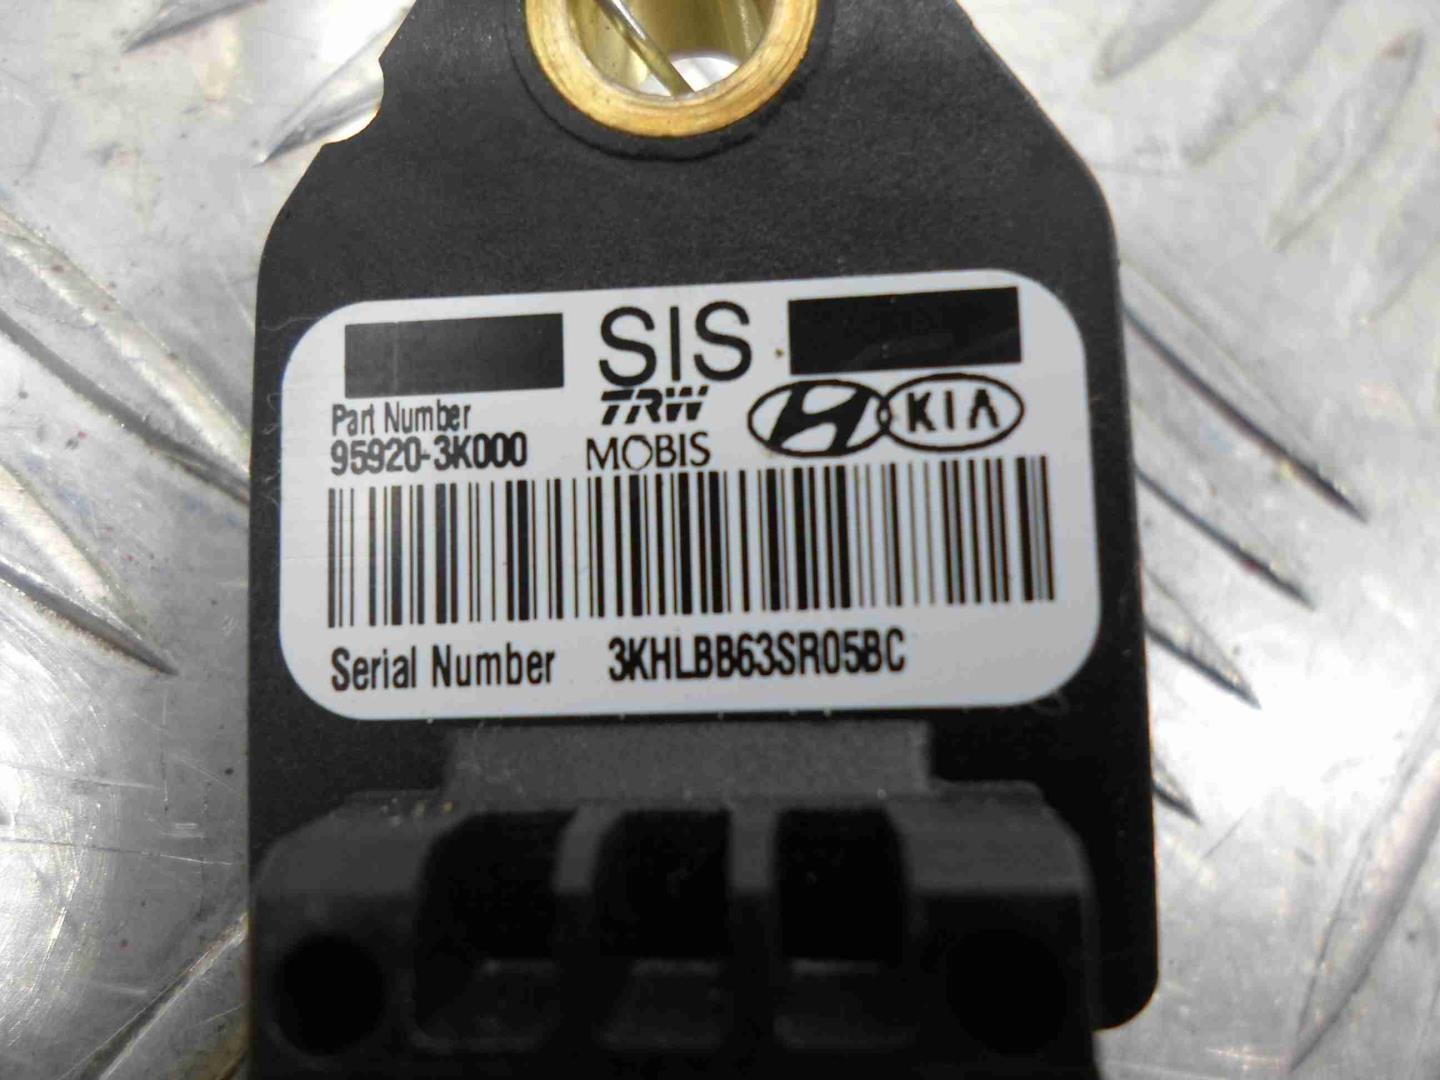 SIS
Part Number
TRW
KIA
95920-3K000
MOBIS
Serial Number 3KHLBB63SR05BC